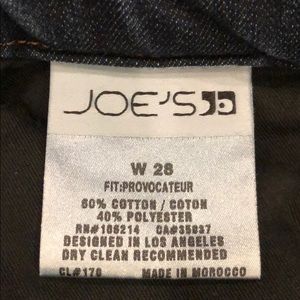 JOE'S
W 28
FIT:PROVOCATEUR
60% COTTON / COTON
40% POLYESTER
RN#106214 CA#35837
DESIGNED IN LOS ANGELES
DRY CLEAN RECOMMENDED
CL#170 MADE IN MOROCCO